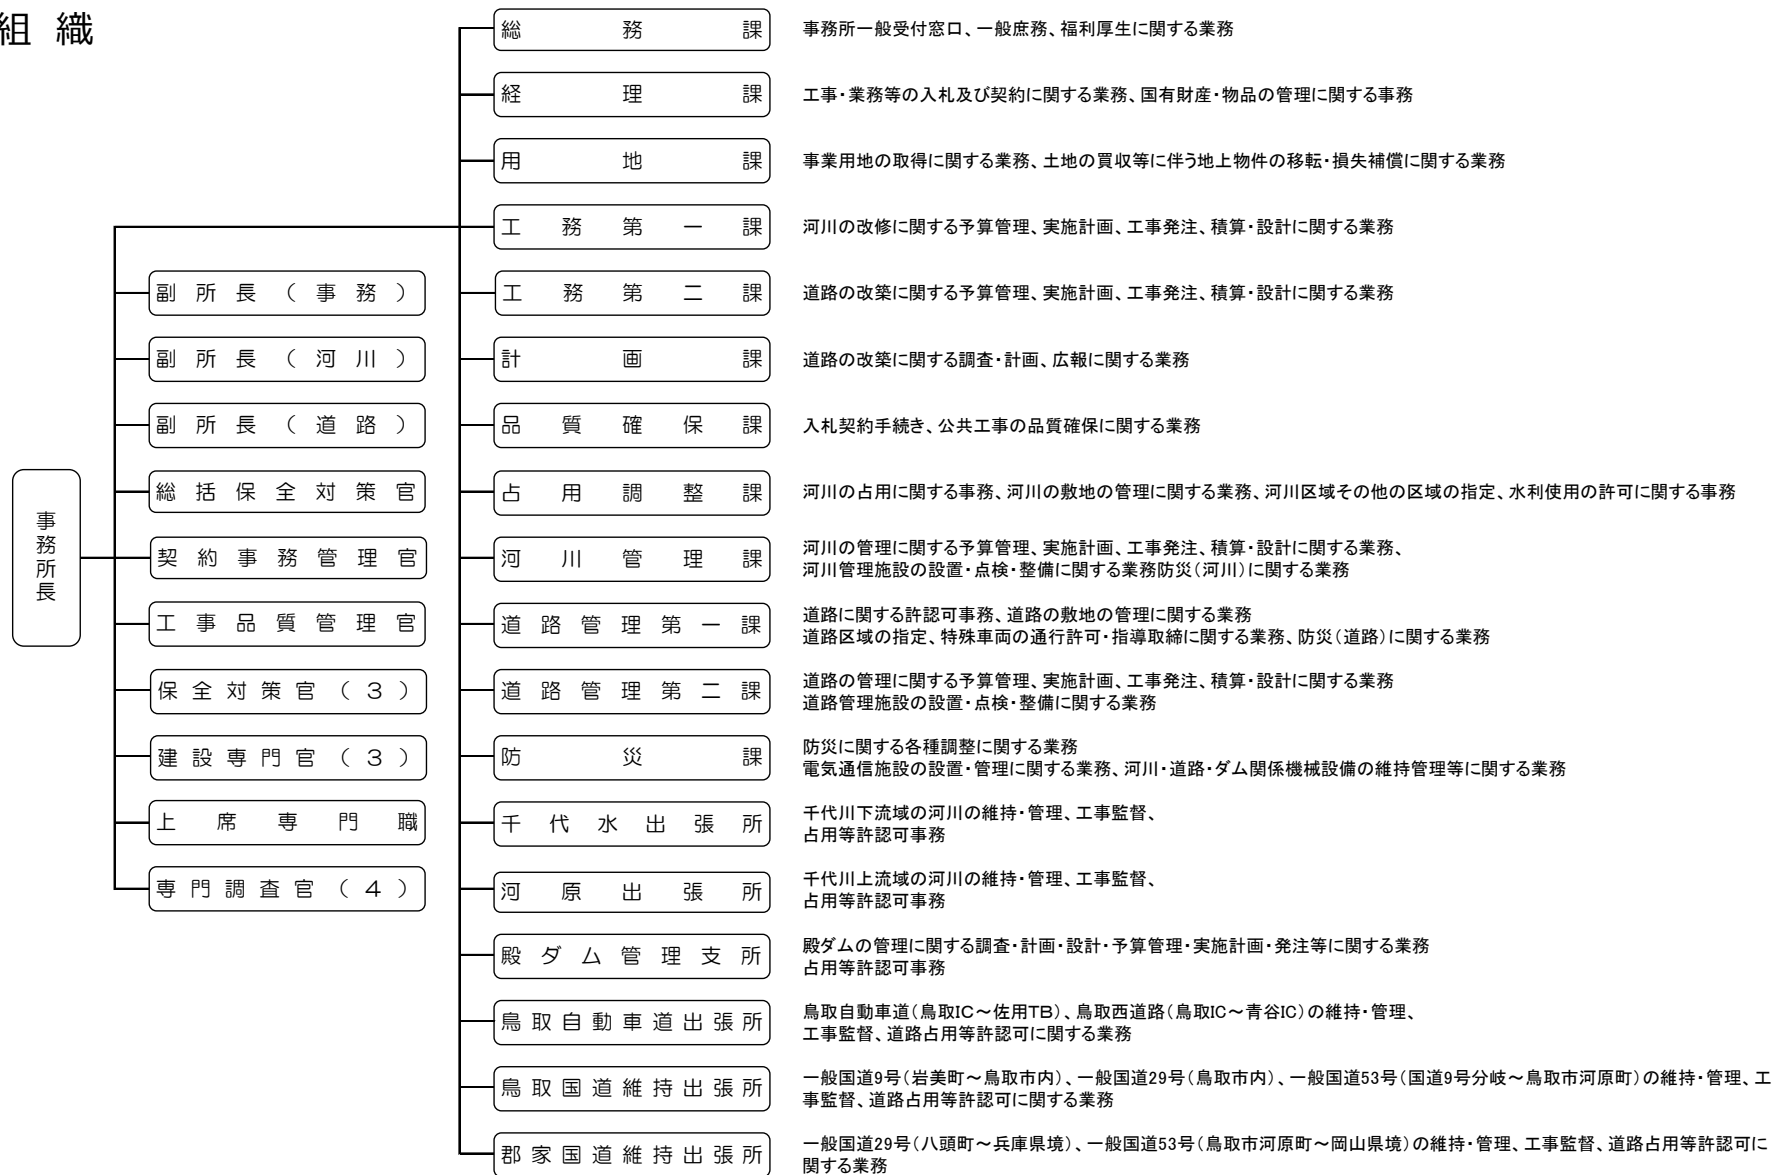 組 織
事務所長
副所長（事務）
副所長（河川）
副所長（道路）
総括保全対策官
契約事務管理官
工事品質管理官
保全対策官（３）
建設専門官（３）
上席専門職
専門調査官（４）
総務課
事務所一般受付窓口、一般庶務、福利厚生に関する業務
経理課
工事・業務等の入札及び契約に関する業務、国有財産・物品の管理に関する事務
用地課
事業用地の取得に関する業務、土地の買収等に伴う地上物件の移転・損失補償に関する業務
工務第一課
河川の改修に関する予算管理、実施計画、工事発注、積算・設計に関する業務
工務第二課
道路の改築に関する予算管理、実施計画、工事発注、積算・設計に関する業務
計画課
道路の改築に関する調査・計画、広報に関する業務
品質確保課
入札契約手続き、公共工事の品質確保に関する業務
占用調整課
河川の占用に関する事務、河川の敷地の管理に関する業務、河川区域その他の区域の指定、水利使用の許可に関する事務
河川管理課
河川の管理に関する予算管理、実施計画、工事発注、積算・設計に関する業務、
河川管理施設の設置・点検・整備に関する業務防災（河川）に関する業務
道路管理第一課
道路に関する許認可事務、道路の敷地の管理に関する業務
道路区域の指定、特殊車両の通行許可・指導取締に関する業務、防災（道路）に関する業務
道路管理第二課
道路の管理に関する予算管理、実施計画、工事発注、積算・設計に関する業務
道路管理施設の設置・点検・整備に関する業務
防災課
防災に関する各種調整に関する業務
電気通信施設の設置・管理に関する業務、河川・道路・ダム関係機械設備の維持管理等に関する業務
千代水出張所
千代川下流域の河川の維持・管理、工事監督、
占用等許認可事務
河原出張所
千代川上流域の河川の維持・管理、工事監督、
占用等許認可事務
殿ダム管理支所
殿ダムの管理に関する調査・計画・設計・予算管理・実施計画・発注等に関する業務
占用等許認可事務
鳥取自動車道出張所
鳥取自動車道（鳥取IC～佐用TB）、鳥取西道路（鳥取IC～青谷IC）の維持・管理、
工事監督、道路占用等許認可に関する業務
鳥取国道維持出張所
一般国道9号（岩美町～鳥取市内）、一般国道29号（鳥取市内）、一般国道53号（国道9号分岐～鳥取市河原町）の維持・管理、工
事監督、道路占用等許認可に関する業務
郡家国道維持出張所
一般国道29号（八頭町～兵庫県境）、一般国道53号（鳥取市河原町～岡山県境）の維持・管理、工事監督、道路占用等許認可に
関する業務